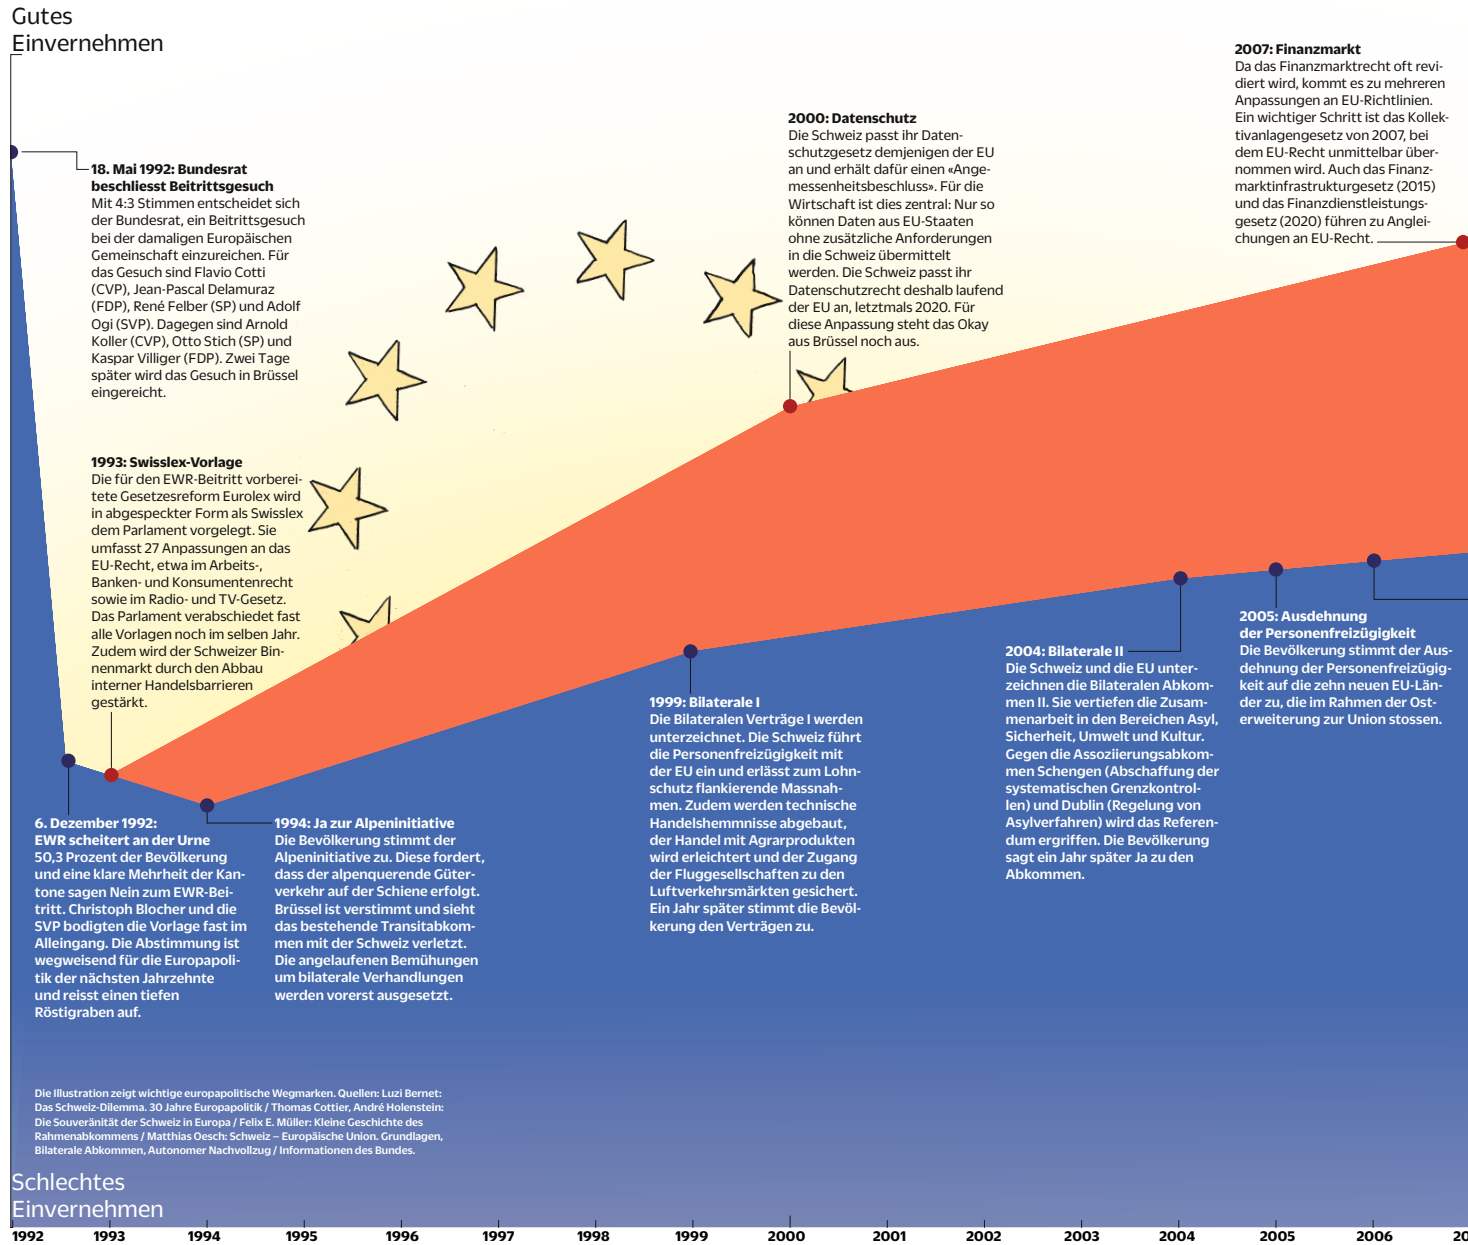 Gutes
Einvernehmen
18. Mai 1992: Bundesrat
beschliesst Beitrittsgesuch
Mit 4:3 Stimmen entscheidet sich
der Bundesrat, ein Beitrittsgesuch
bei der damaligen Europäischen
Gemeinschaft einzureichen. Für
das Gesuch sind Flavio Cotti
(CVP), Jean-Pascal Delamuraz
(FDP), René Felber (SP) und Adolf
Ogi (SVP). Dagegen sind Arnold
Koller (CVP), Otto Stich (SP) und
Kaspar Villiger (FDP). Zwei Tage
später wird das Gesuch in Brüssel
eingereicht.
1993: Swisslex-Vorlage
Die für den EWR-Beitritt vorberei-
tete Gesetzesreform Eurolex wird
in abgespeckter Form als Swisslex
dem Parlament vorgelegt. Sie
umfasst 27 Anpassungen an das
EU-Recht, etwa im Arbeits-,
Banken- und Konsumentenrecht
sowie im Radio- und TV-Gesetz.
Das Parlament verabschiedet fast
alle Vorlagen noch im selben Jahr.
Zudem wird der Schweizer Bin-
nenmarkt durch den Abbau
interner Handelsbarrieren
gestärkt.
2000: Datenschutz
Die Schweiz passt ihr Daten-
schutzgesetz demjenigen der EU
an und erhält dafür einen «Ange-
messenheitsbeschluss». Für die
Wirtschaft ist dies zentral: Nur so
können Daten aus EU-Staaten
ohne zusätzliche Anforderungen
in die Schweiz übermittelt
werden. Die Schweiz passt ihr
Datenschutzrecht deshalb laufend
der EU an, letztmals 2020. Für
diese Anpassung steht das Okay
aus Brüssel noch aus.
2007: Finanzmarkt
Da das Finanzmarktrecht oft revi-
diert wird, kommt es zu mehreren
Anpassungen an EU-Richtlinien.
Ein wichtiger Schritt ist das Kollek-
tivanlagengesetz von 2007, bei
dem EU-Recht unmittelbar über-
nommen wird. Auch das Finanz-
marktinfrastrukturgesetz (2015)
und das Finanzdienstleistungs-
gesetz (2020) führen zu Anglei-
chungen an EU-Recht.
6. Dezember 1992:
EWR scheitert an der Urne
50,3 Prozent der Bevölkerung
und eine klare Mehrheit der Kan-
tone sagen Nein zum EWR-Bei-
tritt. Christoph Blocher und die
SVP bodigten die Vorlage fast im
Alleingang. Die Abstimmung ist
wegweisend für die Europapoli-
tik der nächsten Jahrzehnte
und reisst einen tiefen
Röstigraben auf.
1994: Ja zur Alpeninitiative
Die Bevölkerung stimmt der
Alpeninitiative zu. Diese fordert,
dass der alpenquerende Güter-
verkehr auf der Schiene erfolgt.
Brüssel ist verstimmt und sieht
das bestehende Transitabkom-
men mit der Schweiz verletzt.
Die angelaufenen Bemühungen
um bilaterale Verhandlungen
werden vorerst ausgesetzt.
1999: Bilaterale I
Die Bilateralen Verträge I werden
unterzeichnet. Die Schweiz führt
die Personenfreizügigkeit mit
der EU ein und erlässt zum Lohn-
schutz flankierende Massnah-
men. Zudem werden technische
Handelshemmnisse abgebaut,
der Handel mit Agrarprodukten
wird erleichtert und der Zugang
der Fluggesellschaften zu den
Luftverkehrsmärkten gesichert.
Ein Jahr später stimmt die Bevöl-
kerung den Verträgen zu.
2004: Bilaterale II
Die Schweiz und die EU unter-
zeichnen die Bilateralen Abkom-
men II. Sie vertiefen die Zusam-
menarbeit in den Bereichen Asyl,
Sicherheit, Umwelt und Kultur.
Gegen die Assoziierungsabkom-
men Schengen (Abschaffung der
systematischen Grenzkontrol-
len) und Dublin (Regelung von
Asylverfahren) wird das Referen-
dum ergriffen. Die Bevölkerung
sagt ein Jahr später Ja zu den
Abkommen.
2005: Ausdehnung
der Personenfreizügigkeit
Die Bevölkerung stimmt der Aus-
dehnung der Personenfreizügig-
keit auf die zehn neuen EU-Län-
der zu, die im Rahmen der Ost-
erweiterung zur Union stossen.
Die Illustration zeigt wichtige europapolitische Wegmarken. Quellen: Luzi Bernet:
Das Schweiz-Dilemma. 30 Jahre Europapolitik / Thomas Cottier, André Holenstein:
Die Souveränität der Schweiz in Europa / Felix E. Müller: Kleine Geschichte des
Rahmenabkommens / Matthias Oesch: Schweiz – Europäische Union. Grundlagen,
Bilaterale Abkommen, Autonomer Nachvollzug / Informationen des Bundes.
Schlechtes
Einvernehmen
1992 1993 1994 1995 1996 1997 1998 1999 2000 2001 2002 2003 2004 2005 2006 20